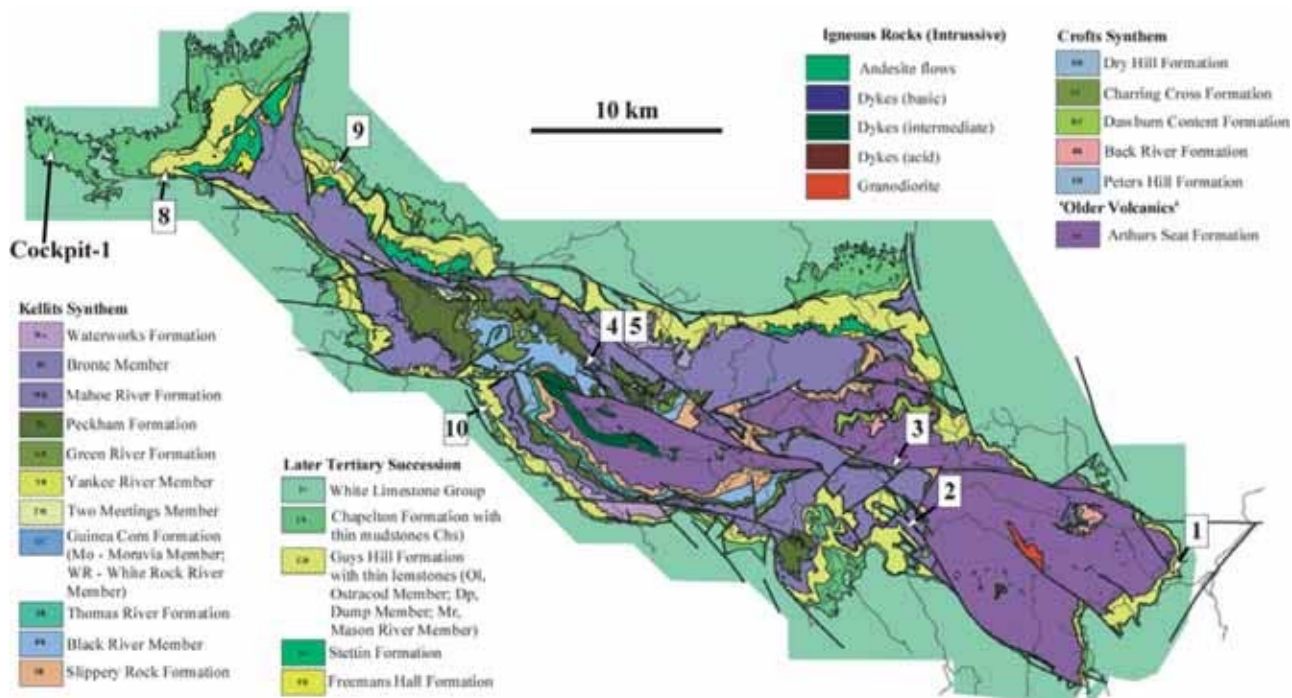 Igneous Rocks (Intrussive)
Andesite flows
Dykes (basic)
Dykes (intermediate)
Dykes (acid)
Granodiorite
Crofts Synthem
Dry Hill Formation
Charring Cross Formation
Dawburn Content Formation
Back River Formation
Peters Hill Formation
'Older Volcanics'
Arthurs Seat Formation
10 km
9
8
Cockpit-1
4 5
10
3
2
1
Kellits Synthem
Waterworks Formation
Bronte Member
Mahoe River Formation
Peckham Formation
Green River Formation
Yankee River Member
Two Meetings Member
Guinea Corn Formation
(Mo - Moravia Member;
WR - White Rock River
Member)
Thomas River Formation
Black River Member
Slippery Rock Formation
Later Tertiary Succession
White Limestone Group
Chapelton Formation with
thin mudstones Chs)
Guys Hill Formation
with thin lemstones (Ol,
Ostracod Member; Dp,
Dump Member; Mr,
Mason River Member)
Stettin Formation
Freemans Hall Formation